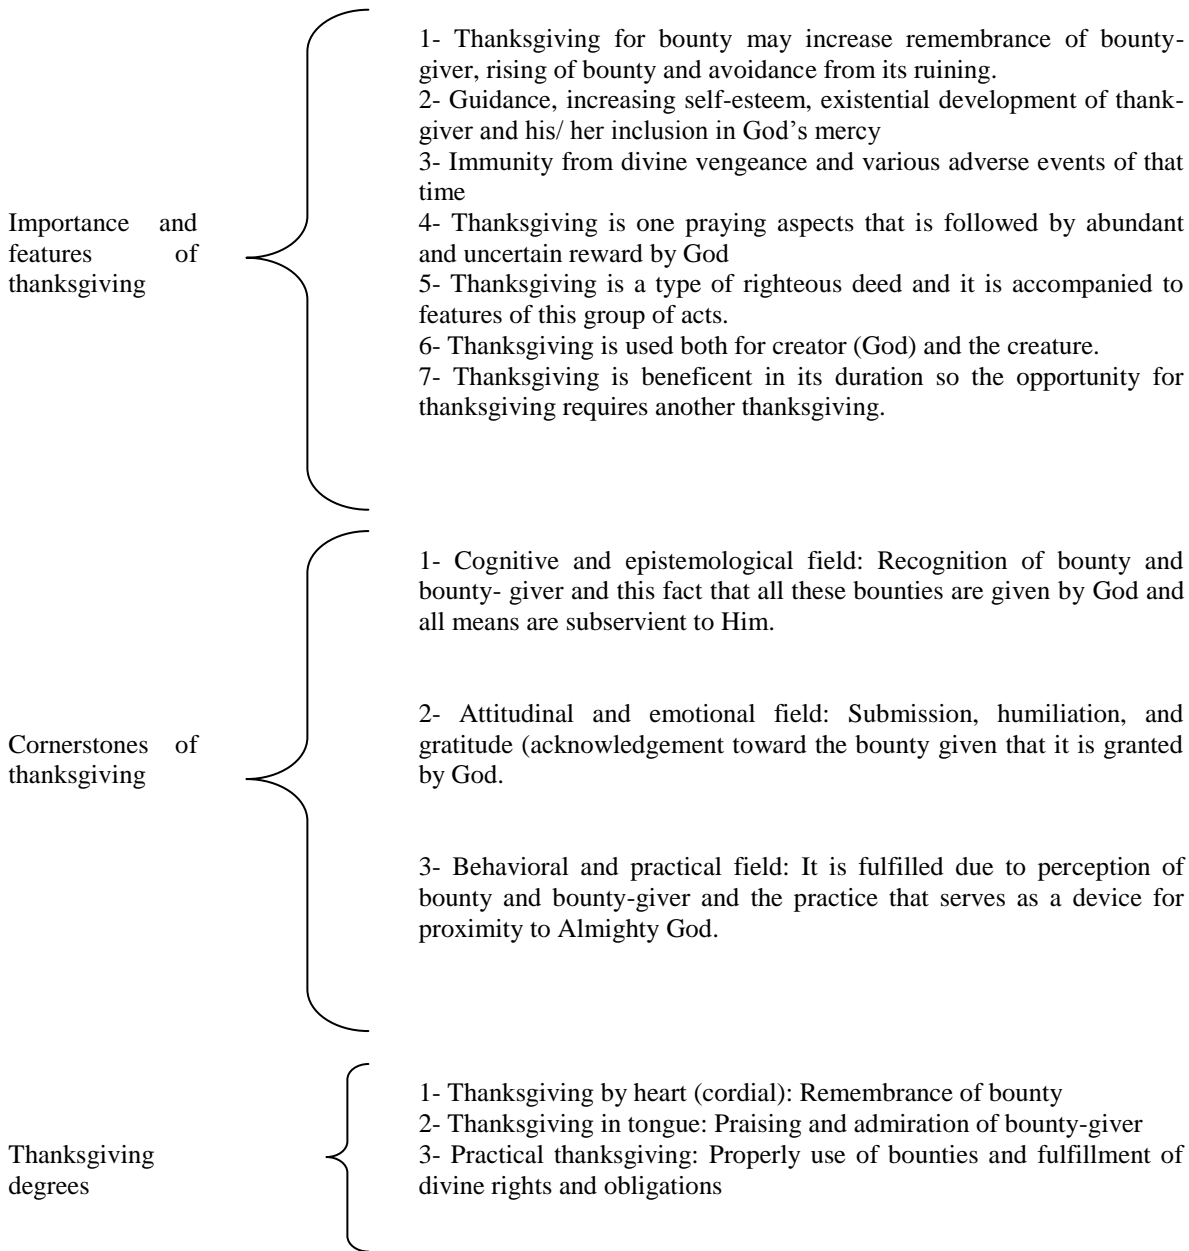 Importance and
features of
thanksgiving
1- Thanksgiving for bounty may increase remembrance of bounty-
giver, rising of bounty and avoidance from its ruining.
2- Guidance, increasing self-esteem, existential development of thank-
giver and his/ her inclusion in God’s mercy
3- Immunity from divine vengeance and various adverse events of that
time
4- Thanksgiving is one praying aspects that is followed by abundant
and uncertain reward by God
5- Thanksgiving is a type of righteous deed and it is accompanied to
features of this group of acts.
6- Thanksgiving is used both for creator (God) and the creature.
7- Thanksgiving is beneficent in its duration so the opportunity for
thanksgiving requires another thanksgiving.
Cornerstones of
thanksgiving
1- Cognitive and epistemological field: Recognition of bounty and
bounty- giver and this fact that all these bounties are given by God and
all means are subservient to Him.
2- Attitudinal and emotional field: Submission, humiliation, and
gratitude (acknowledgement toward the bounty given that it is granted
by God.
3- Behavioral and practical field: It is fulfilled due to perception of
bounty and bounty-giver and the practice that serves as a device for
proximity to Almighty God.
Thanksgiving
degrees
1- Thanksgiving by heart (cordial): Remembrance of bounty
2- Thanksgiving in tongue: Praising and admiration of bounty-giver
3- Practical thanksgiving: Properly use of bounties and fulfillment of
divine rights and obligations